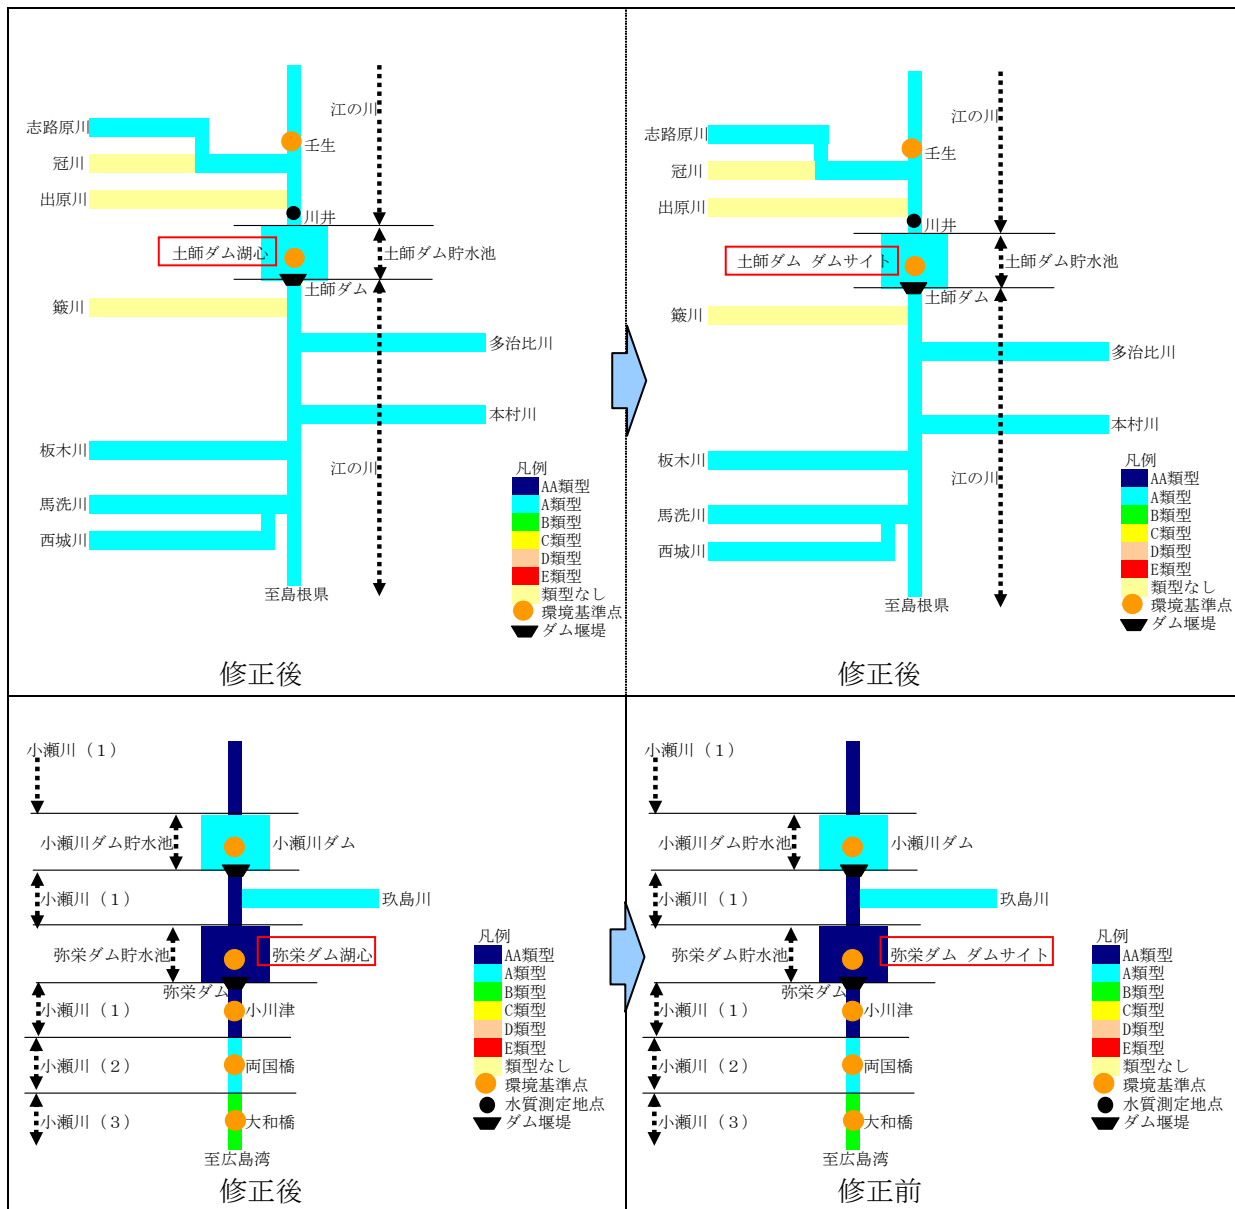 江の川
志路原川
壬生
冠川
出原川
川井
土師ダム湖心
土師ダム貯水池
土師ダム
簸川
多治比川
本村川
板木川
江の川
馬洗川
西城川
至島根県
凡例
AA類型
A類型
B類型
C類型
D類型
E類型
類型なし
環境基準点
ダム堰堤
修正後
江の川
志路原川
壬生
冠川
出原川
川井
土師ダム ダムサイト
土師ダム貯水池
土師ダム
簸川
多治比川
本村川
板木川
江の川
馬洗川
西城川
至島根県
凡例
AA類型
A類型
B類型
C類型
D類型
E類型
類型なし
環境基準点
ダム堰堤
修正後
小瀬川（1）
小瀬川ダム貯水池
小瀬川ダム
小瀬川（1）
玖島川
弥栄ダム貯水池
弥栄ダム湖心
弥栄ダム
小瀬川（1）
小川津
小瀬川（2）
両国橋
小瀬川（3）
大和橋
至広島湾
凡例
AA類型
A類型
B類型
C類型
D類型
E類型
類型なし
環境基準点
水質測定地点
ダム堰堤
修正後
小瀬川（1）
小瀬川ダム貯水池
小瀬川ダム
小瀬川（1）
玖島川
弥栄ダム貯水池
弥栄ダム ダムサイト
弥栄ダム
小瀬川（1）
小川津
小瀬川（2）
両国橋
小瀬川（3）
大和橋
至広島湾
凡例
AA類型
A類型
B類型
C類型
D類型
E類型
類型なし
環境基準点
水質測定地点
ダム堰堤
修正前